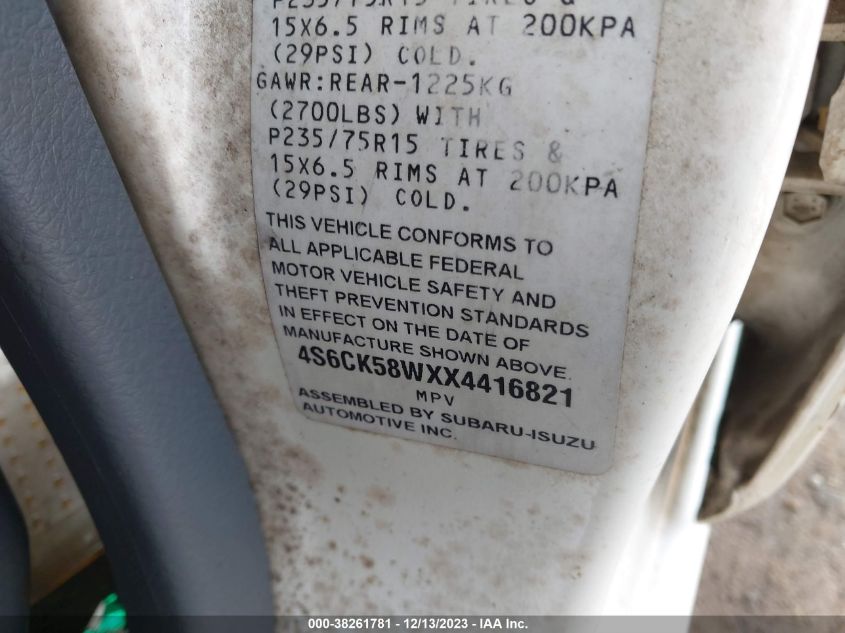 P235/75R15 TIRES &
15X6.5 RIMS AT 200KPA
(29PSI) COLD.
GAWR:REAR-1225KG
(2700LBS) WITH
P235/75R15 TIRES &
15X6.5 RIMS AT 200KPA
(29PSI) COLD.
THIS VEHICLE CONFORMS TO
ALL APPLICABLE FEDERAL
MOTOR VEHICLE SAFETY AND
THEFT PREVENTION STANDARDS
IN EFFECT ON THE DATE OF
MANUFACTURE SHOWN ABOVE.
4S6CK58WXX4416821
MPV
ASSEMBLED BY SUBARU-ISUZU
AUTOMOTIVE INC.
000-38261781 - 12/13/2023 - IAA Inc.